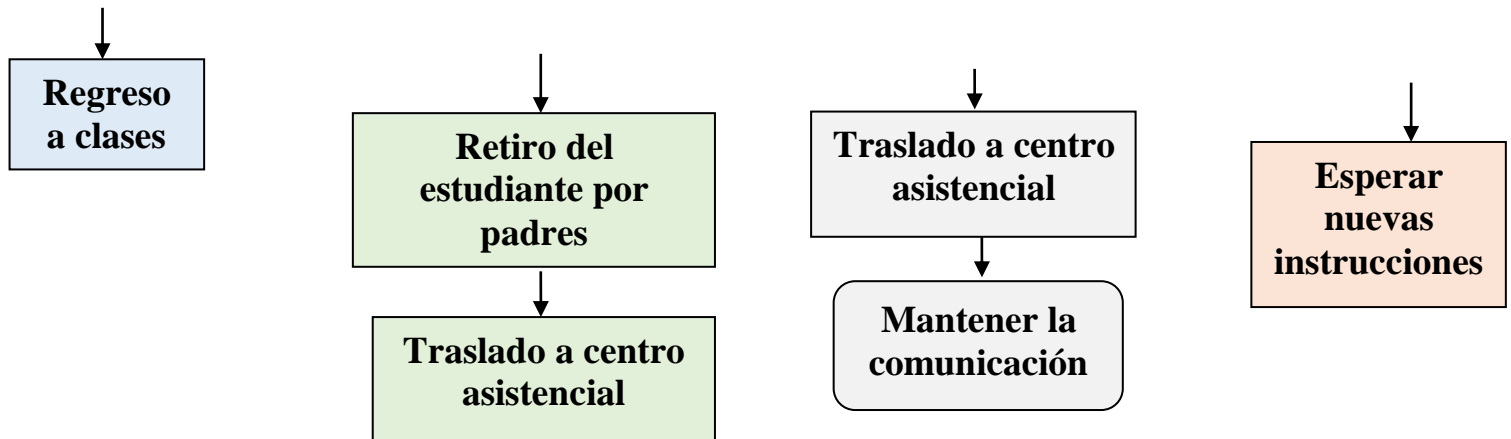 Regreso
a clases
Retiro del
estudiante por
padres
Traslado a centro
asistencial
Traslado a centro
asistencial
Mantener la
comunicación
Esperar
nuevas
instrucciones